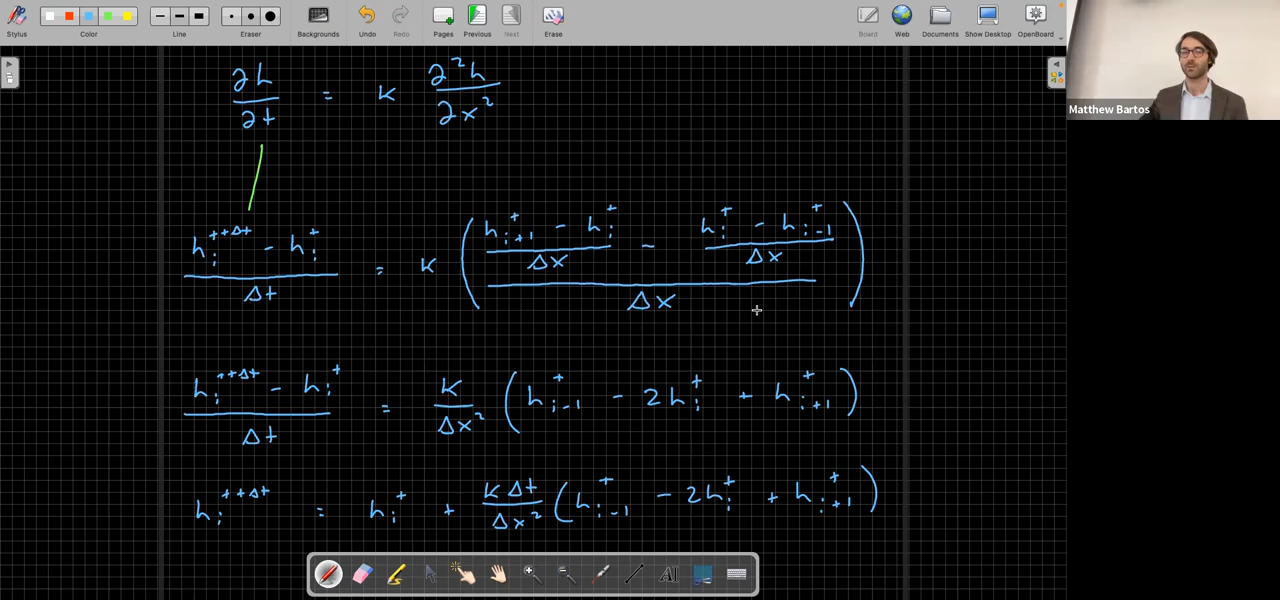 Stylus Color Line Eraser Backgrounds Undo Redo Pages Previous Next Erase Board Web Documents Show Desktop OpenBoard
Matthew Bartos
∂h/∂t = K ∂²h/∂x²
(h_i^{t+Δt} - h_i^t)/Δt = K (((h_{i+1}^t - h_i^t)/Δx - (h_i^t - h_{i-1}^t)/Δx)/Δx)
(h_i^{t+Δt} - h_i^t)/Δt = K/Δx² (h_{i-1}^t - 2h_i^t + h_{i+1}^t)
h_i^{t+Δt} = h_i^t + KΔt/Δx² (h_{i-1}^t - 2h_i^t + h_{i+1}^t)
AI